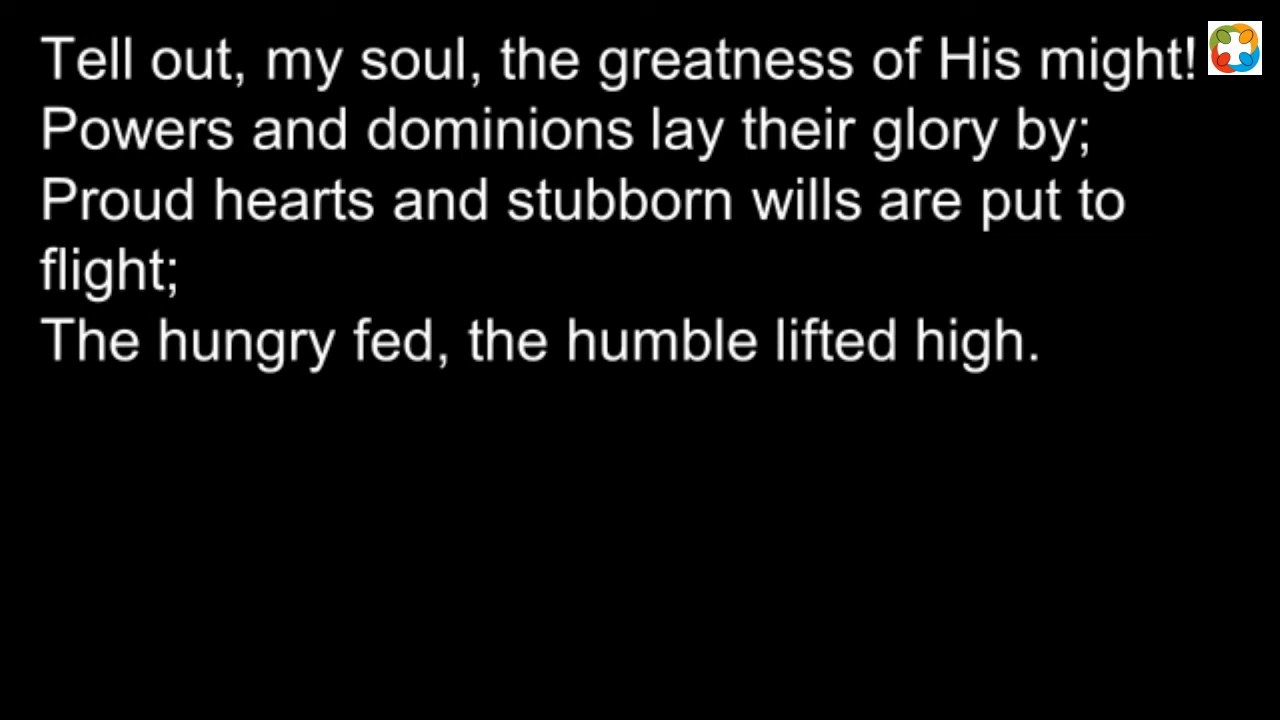 Tell out, my soul, the greatness of His might!
Powers and dominions lay their glory by;
Proud hearts and stubborn wills are put to
flight;
The hungry fed, the humble lifted high.